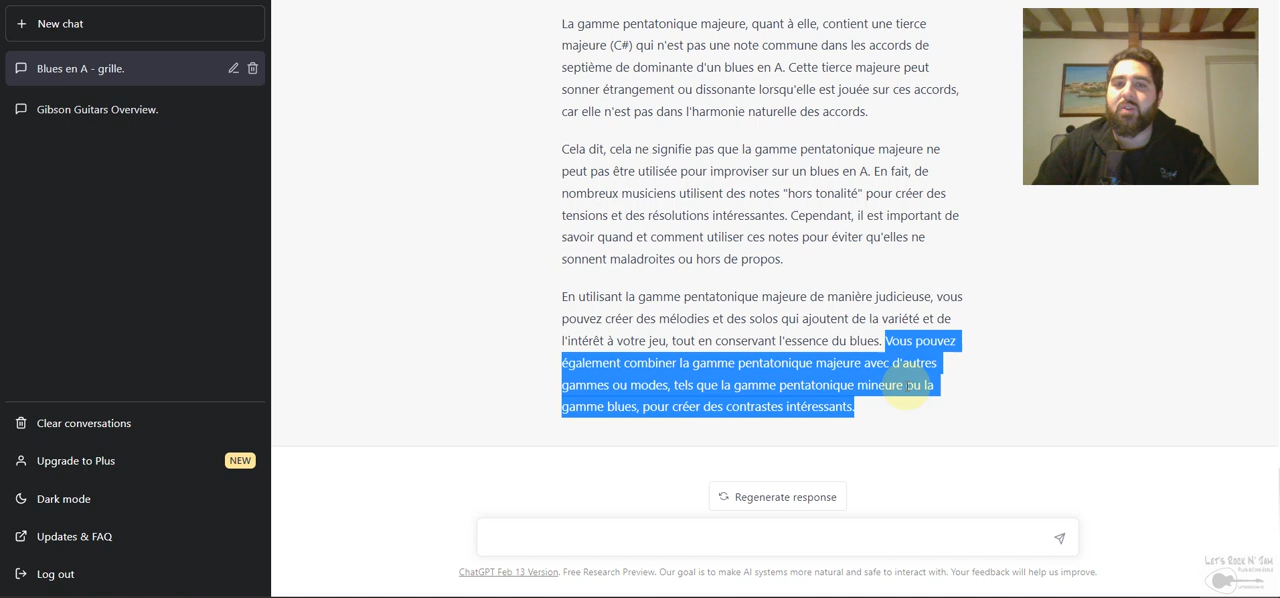 New chat
Blues en A - grille.
Gibson Guitars Overview.
Clear conversations
Upgrade to Plus
NEW
Dark mode
Updates & FAQ
Log out
La gamme pentatonique majeure, quant à elle, contient une tierce
majeure (C#) qui n'est pas une note commune dans les accords de
septième de dominante d'un blues en A. Cette tierce majeure peut
sonner étrangement ou dissonante lorsqu'elle est jouée sur ces accords,
car elle n'est pas dans l'harmonie naturelle des accords.
Cela dit, cela ne signifie pas que la gamme pentatonique majeure ne
peut pas être utilisée pour improviser sur un blues en A. En fait, de
nombreux musiciens utilisent des notes "hors tonalité" pour créer des
tensions et des résolutions intéressantes. Cependant, il est important de
savoir quand et comment utiliser ces notes pour éviter qu'elles ne
sonnent maladroites ou hors de propos.
En utilisant la gamme pentatonique majeure de manière judicieuse, vous
pouvez créer des mélodies et des solos qui ajoutent de la variété et de
l'intérêt à votre jeu, tout en conservant l'essence du blues. Vous pouvez
également combiner la gamme pentatonique majeure avec d'autres
gammes ou modes, tels que la gamme pentatonique mineure ou la
gamme blues, pour créer des contrastes intéressants.
Regenerate response
ChatGPT Feb 13 Version. Free Research Preview. Our goal is to make AI systems more natural and safe to interact with. Your feedback will help us improve.
LET'S ROCK N' JAM